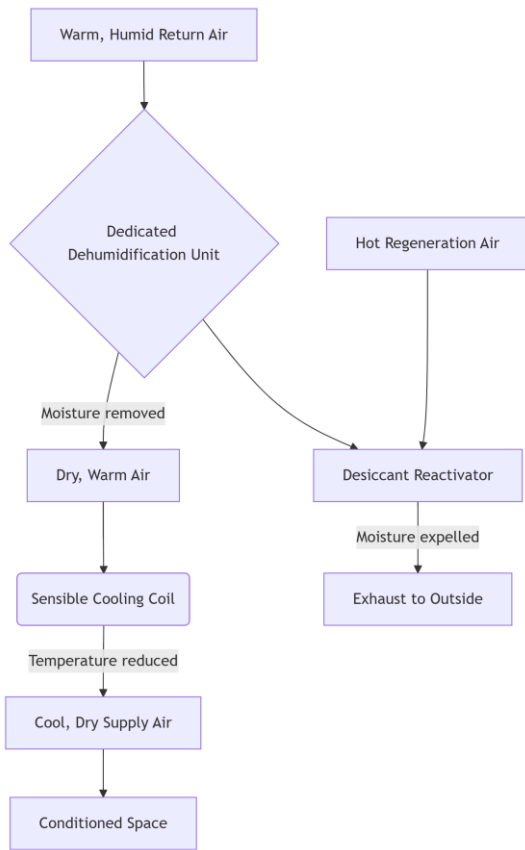 Warm, Humid Return Air
Dedicated
Dehumidification Unit
Hot Regeneration Air
Moisture removed
Dry, Warm Air
Desiccant Reactivator
Moisture expelled
Sensible Cooling Coil
Exhaust to Outside
Temperature reduced
Cool, Dry Supply Air
Conditioned Space